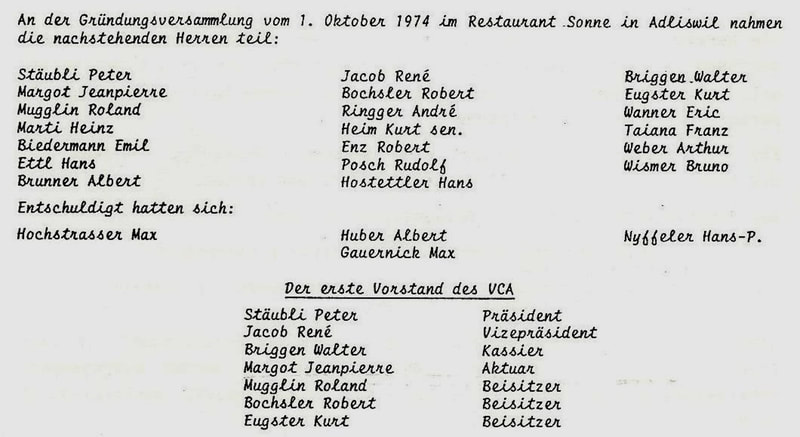 An der Gründungsversammlung vom 1. Oktober 1974 im Restaurant Sonne in Adliswil nahmen
die nachstehenden Herren teil:
Stäubli Peter Jacob René Briggen Walter
Margot Jeanpierre Bochsler Robert Eugster Kurt
Mugglin Roland Ringger André Wanner Eric
Marti Heinz Heim Kurt sen. Taiana Franz
Biedermann Emil Enz Robert Weber Arthur
Ettl Hans Posch Rudolf Wismer Bruno
Brunner Albert Hostettler Hans
Entschuldigt hatten sich:
Hochstrasser Max Huber Albert Nyffeler Hans-P.
Gauernick Max
Der erste Vorstand des VCA
Stäubli Peter Präsident
Jacob René Vizepräsident
Briggen Walter Kassier
Margot Jeanpierre Aktuar
Mugglin Roland Beisitzer
Bochsler Robert Beisitzer
Eugster Kurt Beisitzer